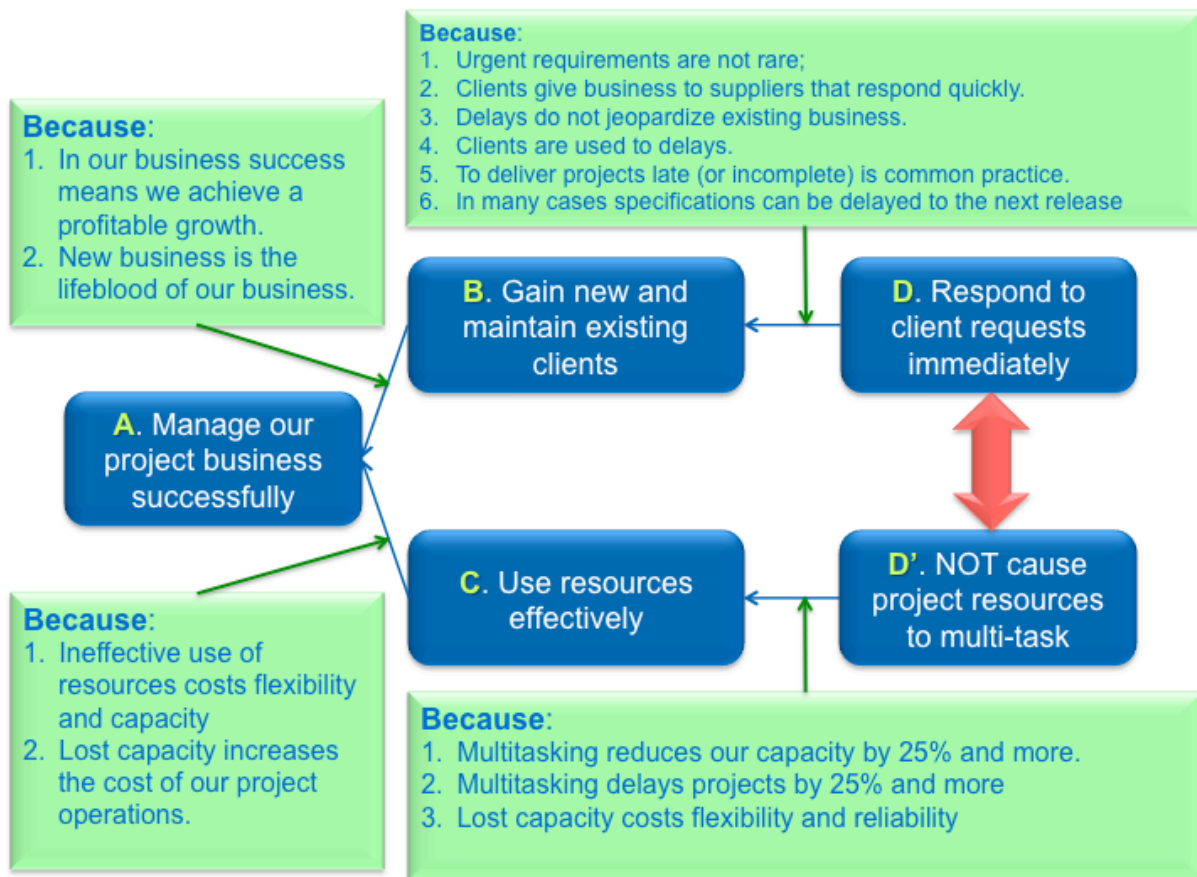 Because:
1. Urgent requirements are not rare;
2. Clients give business to suppliers that respond quickly.
3. Delays do not jeopardize existing business.
4. Clients are used to delays.
5. To deliver projects late (or incomplete) is common practice.
6. In many cases specifications can be delayed to the next release
Because:
1. In our business success
means we achieve a
profitable growth.
2. New business is the
lifeblood of our business.
B. Gain new and
maintain existing
clients
D. Respond to
client requests
immediately
A. Manage our
project business
successfully
C. Use resources
effectively
D’. NOT cause
project resources
to multi-task
Because:
1. Ineffective use of
resources costs flexibility
and capacity
2. Lost capacity increases
the cost of our project
operations.
Because:
1. Multitasking reduces our capacity by 25% and more.
2. Multitasking delays projects by 25% and more
3. Lost capacity costs flexibility and reliability